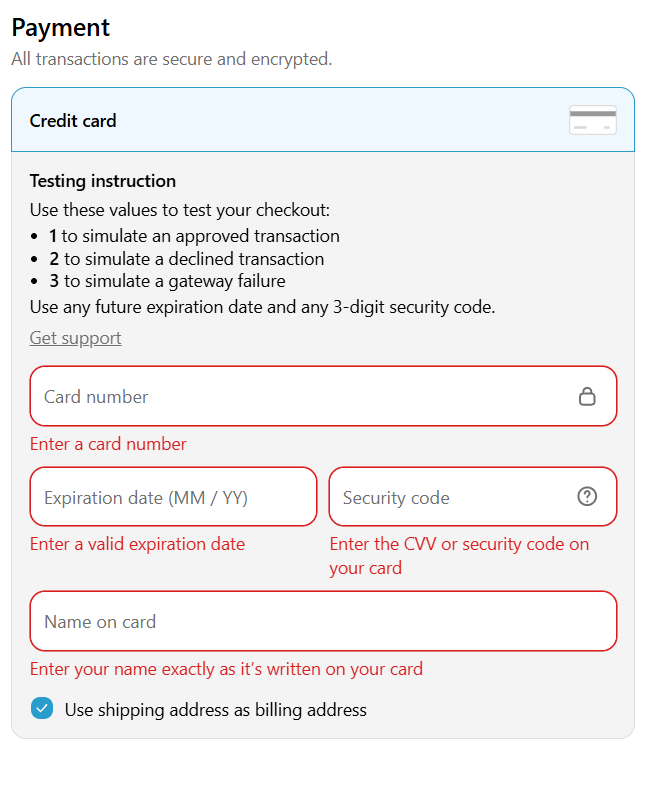 Payment
All transactions are secure and encrypted.
Credit card
Testing instruction
Use these values to test your checkout:
• 1 to simulate an approved transaction
• 2 to simulate a declined transaction
• 3 to simulate a gateway failure
Use any future expiration date and any 3-digit security code.
Get support
Card number
Enter a card number
Expiration date (MM / YY)
Security code
Enter a valid expiration date
Enter the CVV or security code on
your card
Name on card
Enter your name exactly as it’s written on your card
Use shipping address as billing address